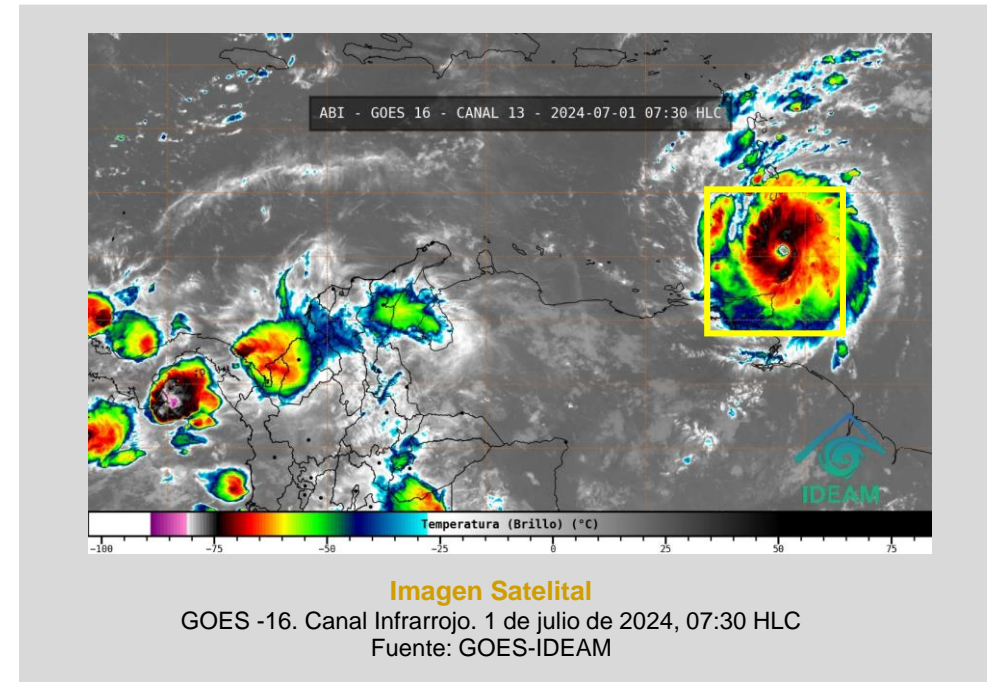 ABI - GOES 16 - CANAL 13 - 2024-07-01 07:30 HLC
IDEAM
Temperatura (Brillo) (°C)
-100 -75 -50 -25 0 25 50 75
Imagen Satelital
GOES -16. Canal Infrarrojo. 1 de julio de 2024, 07:30 HLC
Fuente: GOES-IDEAM